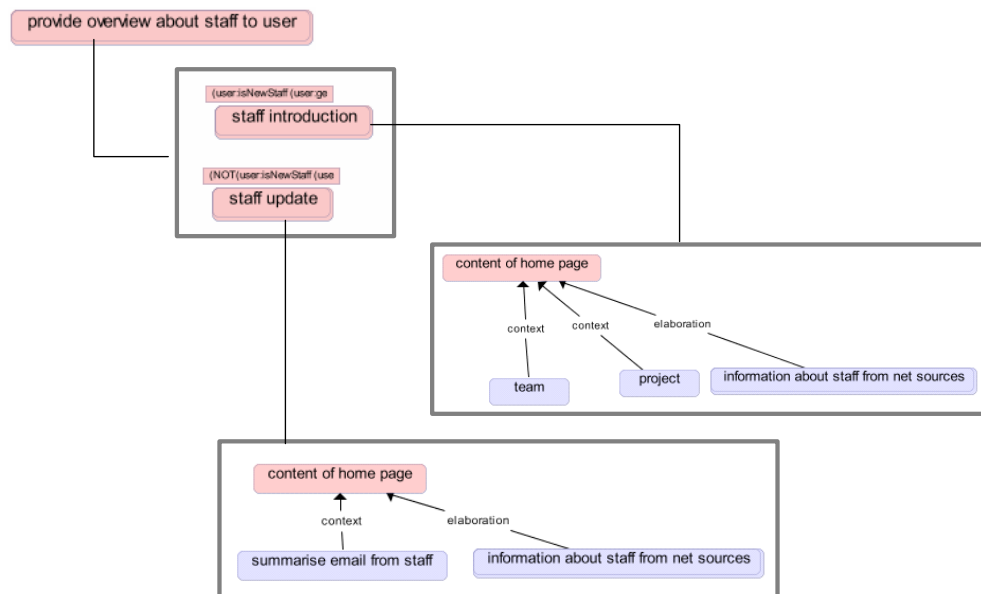 provide overview about staff to user
(user:isNewStaff (user:ge
staff introduction
(NOT(user:isNewStaff (use
staff update
content of home page
context
context
elaboration
team
project
information about staff from net sources
content of home page
context
elaboration
summarise email from staff
information about staff from net sources